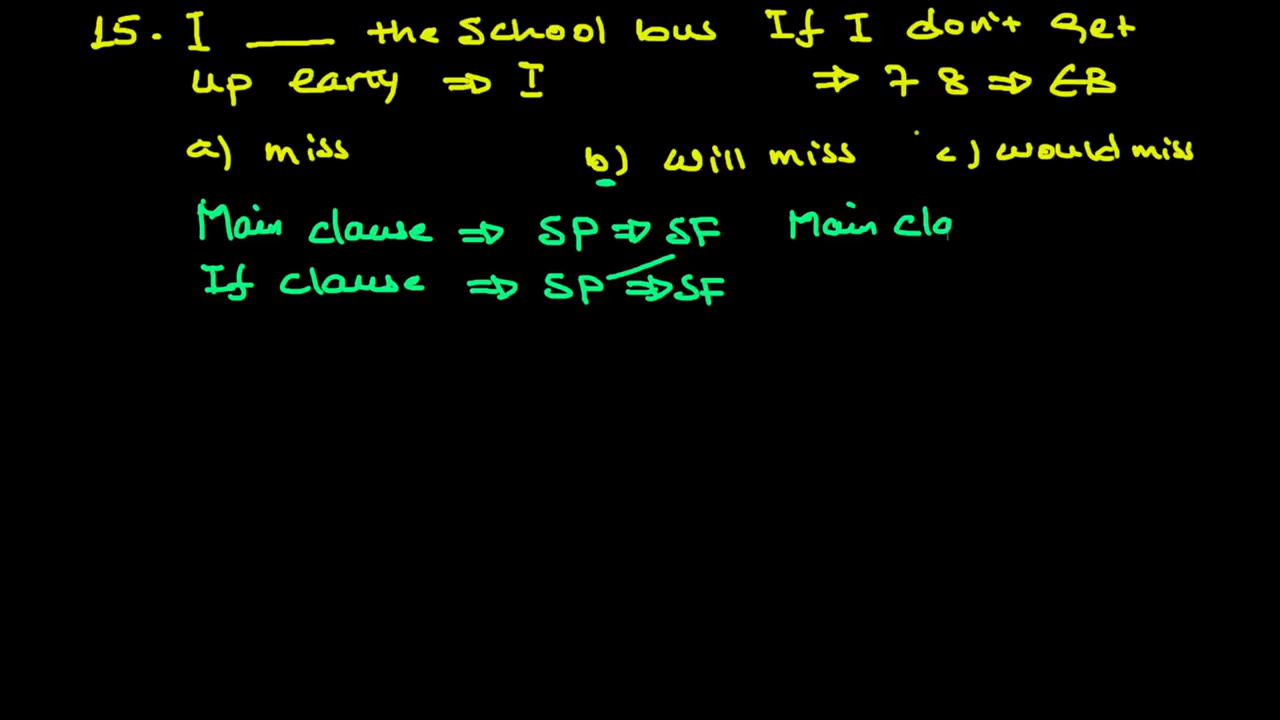 15. I ___ the school bus If I don't get
up early ⇒ I ⇒ 7 8 ⇒ EB
a) miss b) will miss c) would miss
Main clause ⇒ SP ⇒ SF Main cla
If clause ⇒ SP ⇒ SF